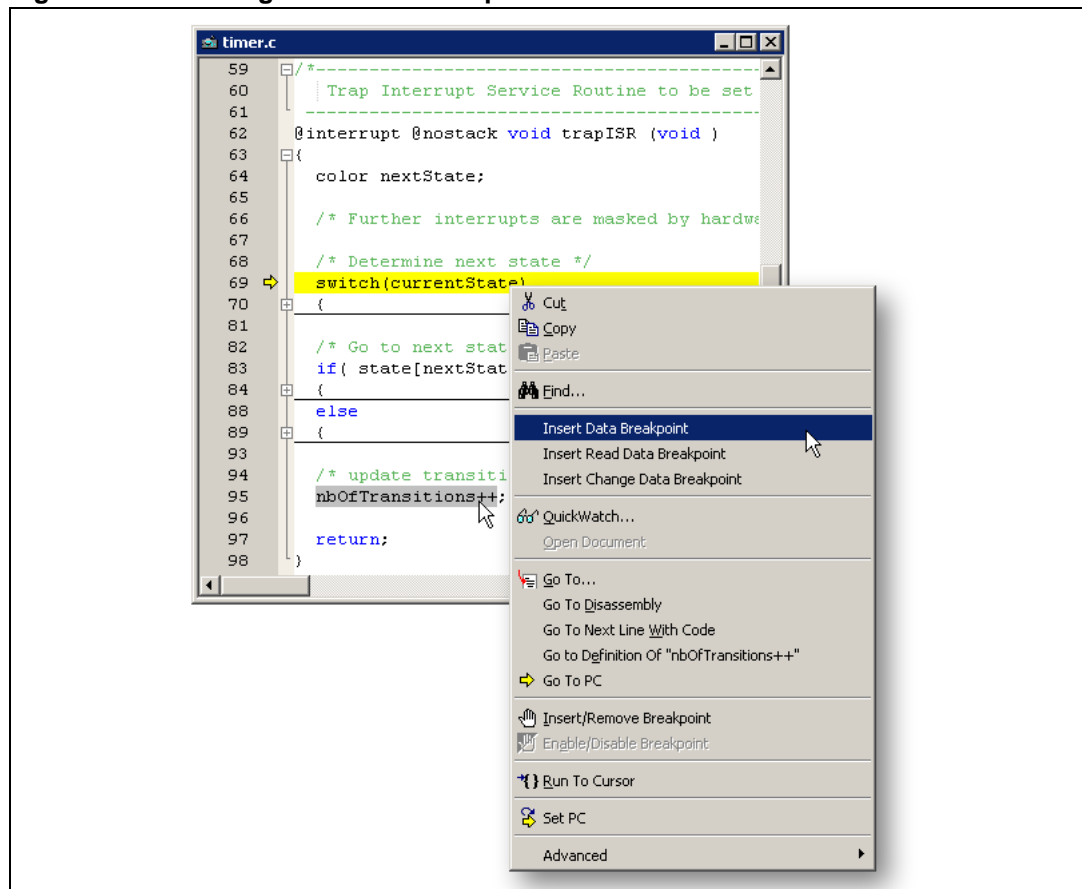 timer.c
59 /*-----------------------------------------
60 Trap Interrupt Service Routine to be set
61 ------------------------------------------
62 @interrupt @nostack void trapISR (void )
63 {
64 color nextState;
65
66 /* Further interrupts are masked by hardwa
67
68 /* Determine next state */
69 switch(currentState)
70 {
81
82 /* Go to next stat
83 if( state[nextStat
84 {
88 else
89 {
93
94 /* update transiti
95 nbOfTransitions++;
96
97 return;
98 }
Cut
Copy
Paste
Find...
Insert Data Breakpoint
Insert Read Data Breakpoint
Insert Change Data Breakpoint
QuickWatch...
Open Document
Go To...
Go To Disassembly
Go To Next Line With Code
Go to Definition Of "nbOfTransitions++"
Go To PC
Insert/Remove Breakpoint
Enable/Disable Breakpoint
Run To Cursor
Set PC
Advanced